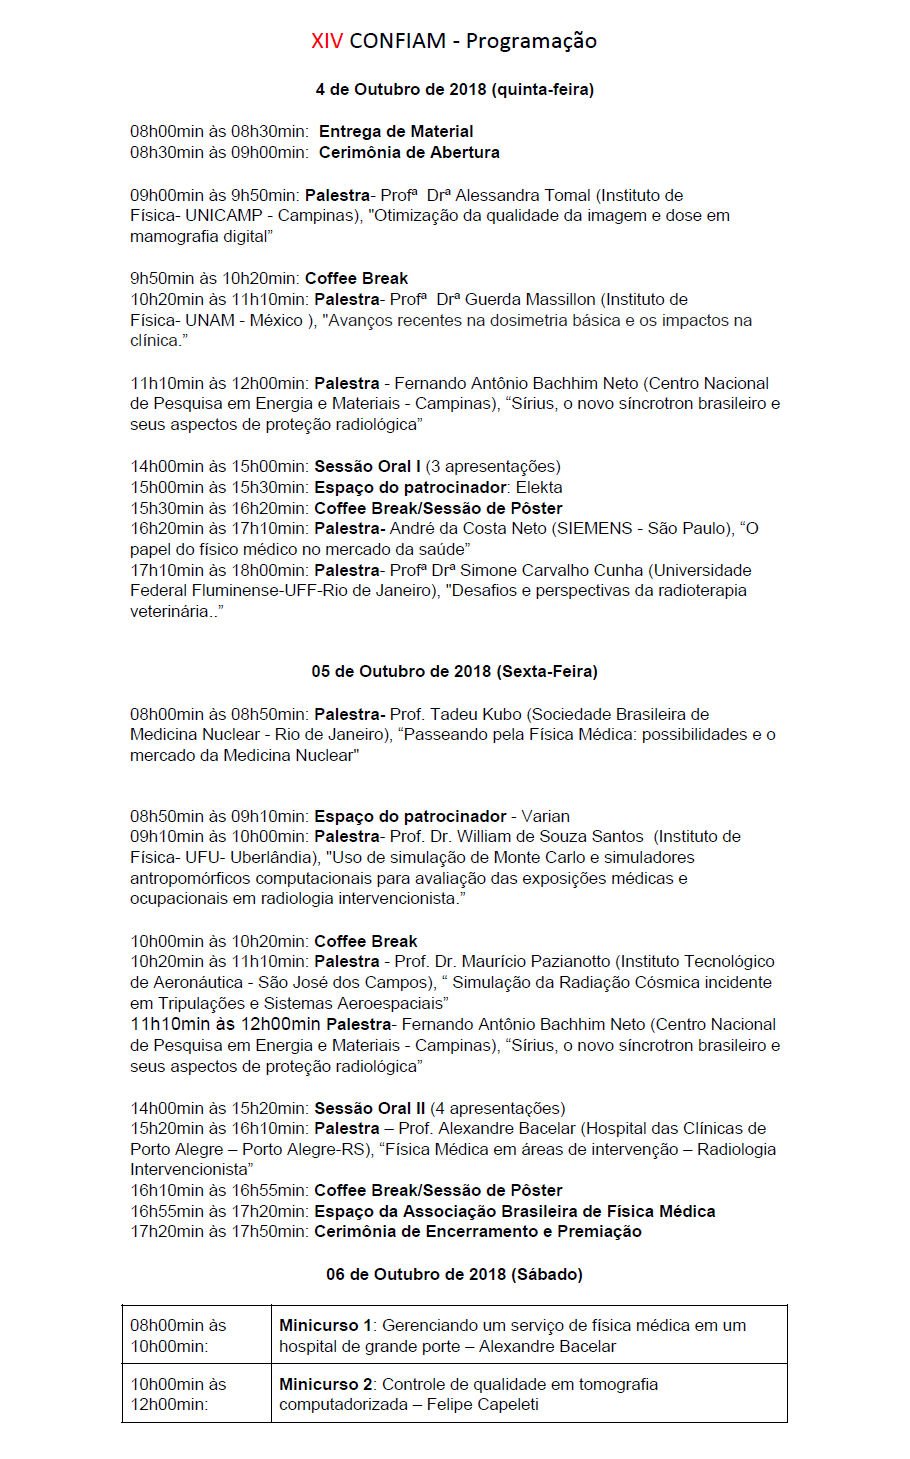 XIV CONFIAM - Programação
4 de Outubro de 2018 (quinta-feira)
08h00min às 08h30min:  Entrega de Material
08h30min às 09h00min:  Cerimônia de Abertura
09h00min às 9h50min: Palestra- Profª  Drª Alessandra Tomal (Instituto de
Física- UNICAMP - Campinas), "Otimização da qualidade da imagem e dose em
mamografia digital”
9h50min às 10h20min: Coffee Break
10h20min às 11h10min: Palestra- Profª  Drª Guerda Massillon (Instituto de
Física- UNAM - México ), "Avanços recentes na dosimetria básica e os impactos na
clínica.”
11h10min às 12h00min: Palestra - Fernando Antônio Bachhim Neto (Centro Nacional
de Pesquisa em Energia e Materiais - Campinas), “Sírius, o novo síncrotron brasileiro e
seus aspectos de proteção radiológica”
14h00min às 15h00min: Sessão Oral I (3 apresentações)
15h00min às 15h30min: Espaço do patrocinador: Elekta
15h30min às 16h20min: Coffee Break/Sessão de Pôster
16h20min às 17h10min: Palestra- André da Costa Neto (SIEMENS - São Paulo), “O
papel do físico médico no mercado da saúde”
17h10min às 18h00min: Palestra- Profª Drª Simone Carvalho Cunha (Universidade
Federal Fluminense-UFF-Rio de Janeiro), "Desafios e perspectivas da radioterapia
veterinária..”
05 de Outubro de 2018 (Sexta-Feira)
08h00min às 08h50min: Palestra- Prof. Tadeu Kubo (Sociedade Brasileira de
Medicina Nuclear - Rio de Janeiro), “Passeando pela Física Médica: possibilidades e o
mercado da Medicina Nuclear"
08h50min às 09h10min: Espaço do patrocinador - Varian
09h10min às 10h00min: Palestra- Prof. Dr. William de Souza Santos  (Instituto de
Física- UFU- Uberlândia), "Uso de simulação de Monte Carlo e simuladores
antropomórficos computacionais para avaliação das exposições médicas e
ocupacionais em radiologia intervencionista.”
10h00min às 10h20min: Coffee Break
10h20min às 11h10min: Palestra - Prof. Dr. Maurício Pazianotto (Instituto Tecnológico
de Aeronáutica - São José dos Campos), “ Simulação da Radiação Cósmica incidente
em Tripulações e Sistemas Aeroespaciais”
11h10min às 12h00min Palestra- Fernando Antônio Bachhim Neto (Centro Nacional
de Pesquisa em Energia e Materiais - Campinas), “Sírius, o novo síncrotron brasileiro e
seus aspectos de proteção radiológica”
14h00min às 15h20min: Sessão Oral II (4 apresentações)
15h20min às 16h10min: Palestra – Prof. Alexandre Bacelar (Hospital das Clínicas de
Porto Alegre – Porto Alegre-RS), “Física Médica em áreas de intervenção – Radiologia
Intervencionista”
16h10min às 16h55min: Coffee Break/Sessão de Pôster
16h55min às 17h20min: Espaço da Associação Brasileira de Física Médica
17h20min às 17h50min: Cerimônia de Encerramento e Premiação
06 de Outubro de 2018 (Sábado)
08h00min às
10h00min:
Minicurso 1: Gerenciando um serviço de física médica em um
hospital de grande porte – Alexandre Bacelar
10h00min às
12h00min:
Minicurso 2: Controle de qualidade em tomografia
computadorizada – Felipe Capeleti